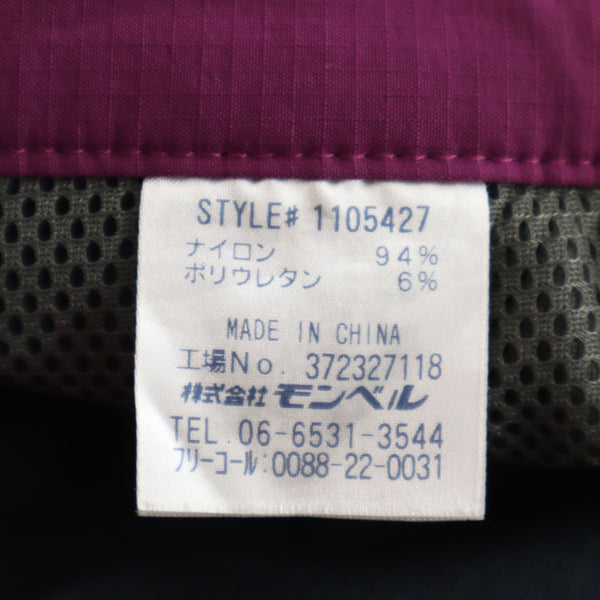 STYLE# 1105427
ナイロン 94%
ポリウレタン 6%
MADE IN CHINA
工場No. 372327118
株式会社 モンベル
TEL. 06-6531-3544
フリーコール:0088-22-0031